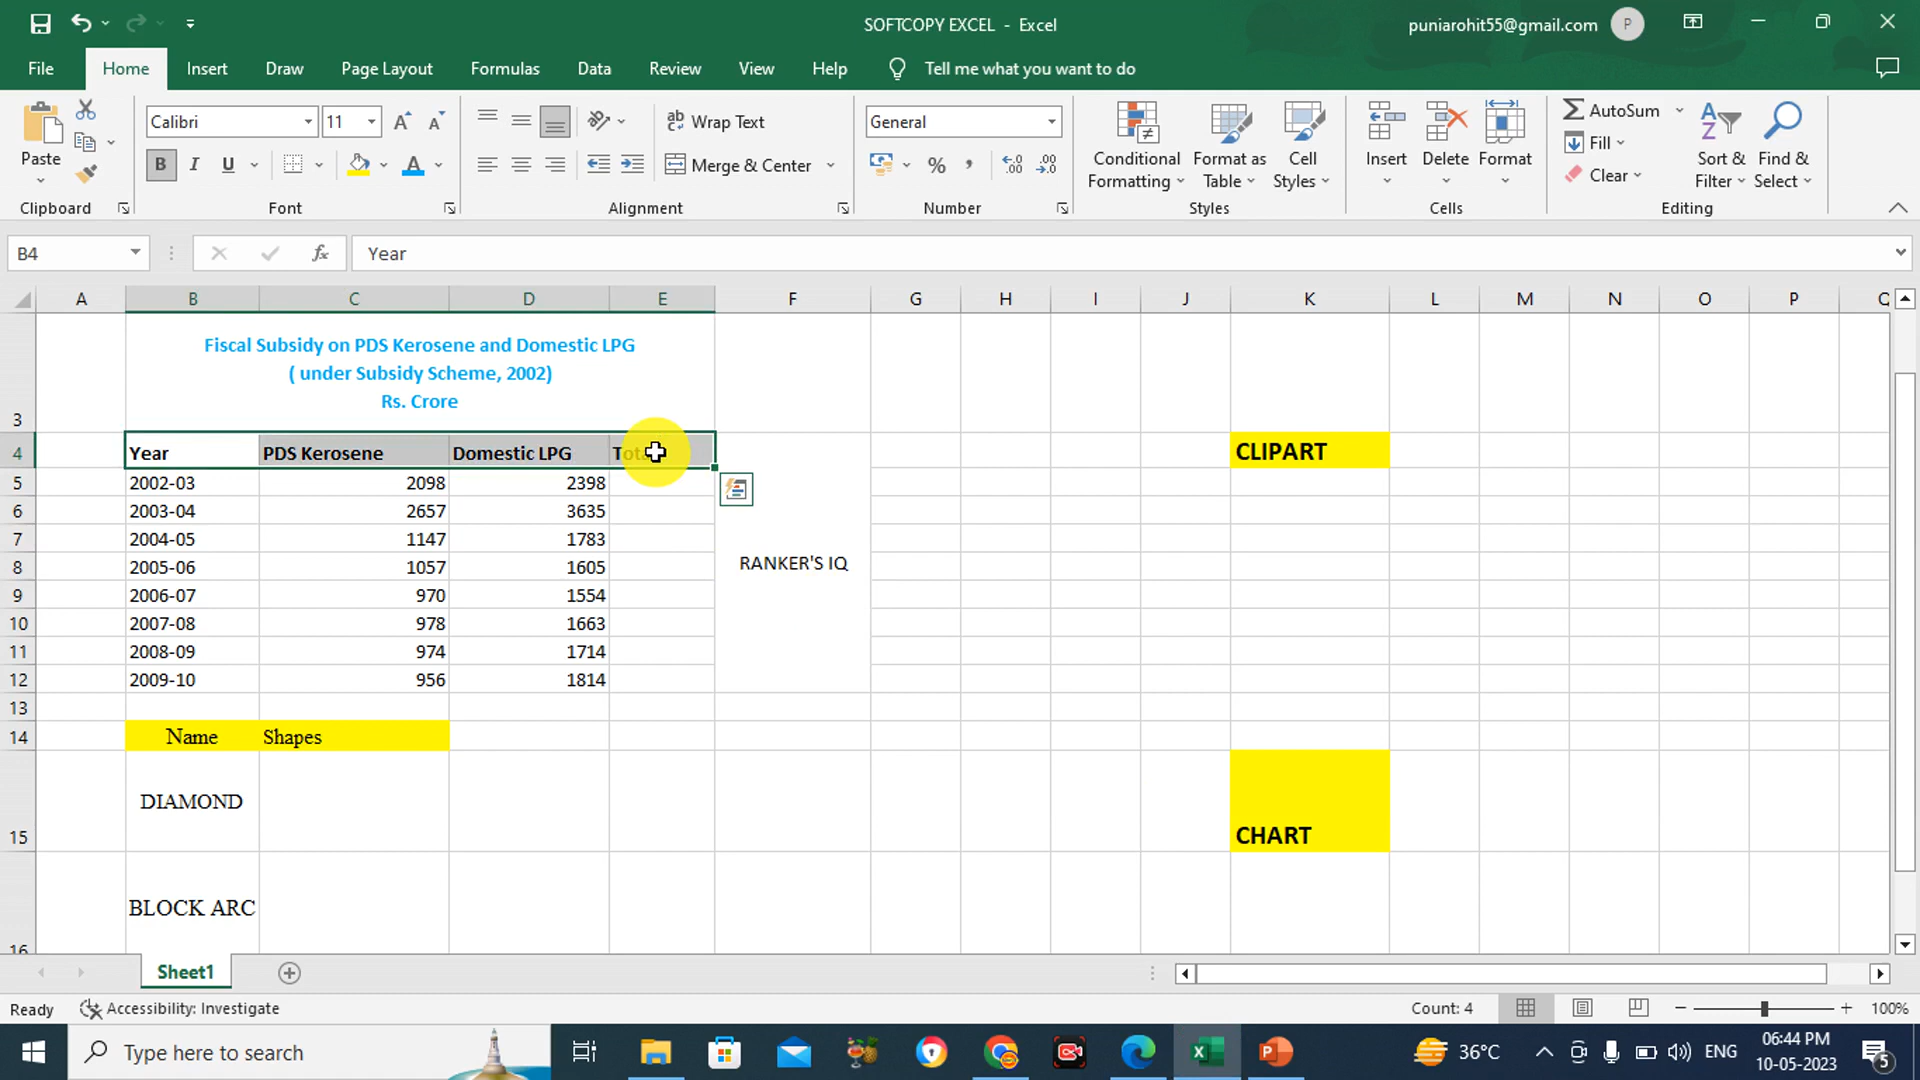 SOFTCOPY EXCEL - Excel
puniarohit55@gmail.com
P
File Home Insert Draw Page Layout Formulas Data Review View Help Tell me what you want to do
Paste
Clipboard
Calibri 11
B I U
Font
Wrap Text
Merge & Center
Alignment
General
Number
Conditional Formatting
Format as Table
Cell Styles
Styles
Insert Delete Format
Cells
AutoSum
Fill
Clear
Sort & Filter
Find & Select
Editing
B4 fx Year
A B C D E F G H I J K L M N O P
3 Fiscal Subsidy on PDS Kerosene and Domestic LPG
( under Subsidy Scheme, 2002)
Rs. Crore
4 Year PDS Kerosene Domestic LPG CLIPART
5 2002-03 2098 2398
6 2003-04 2657 3635
7 2004-05 1147 1783
8 2005-06 1057 1605 RANKER'S IQ
9 2006-07 970 1554
10 2007-08 978 1663
11 2008-09 974 1714
12 2009-10 956 1814
13
14 Name Shapes
15 DIAMOND CHART
16 BLOCK ARC
Sheet1
Ready Accessibility: Investigate Count: 4 100%
Type here to search 36°C ENG 06:44 PM
10-05-2023
5